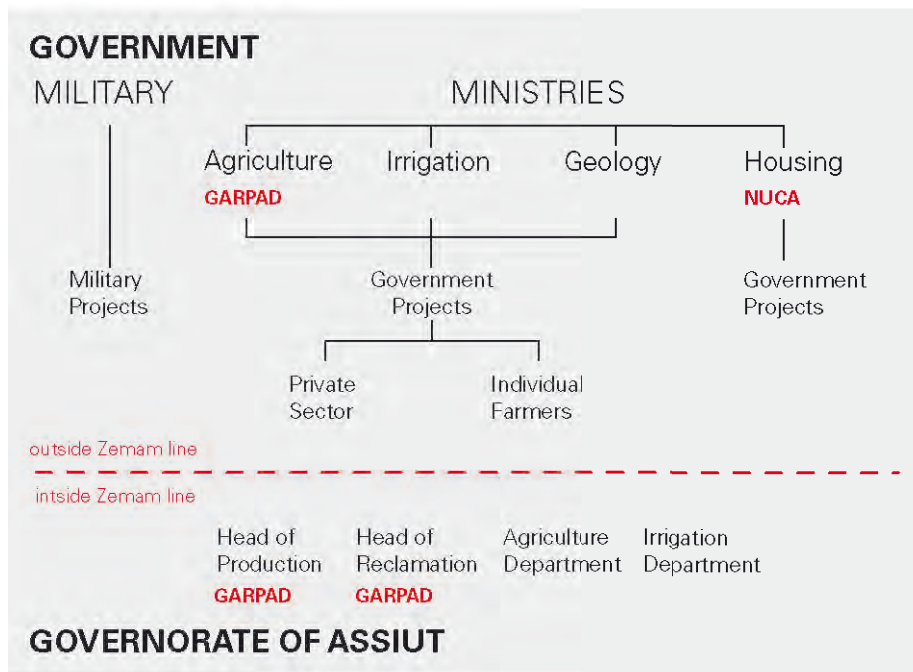 GOVERNMENT
MILITARY MINISTRIES
Agriculture Irrigation Geology Housing
GARPAD NUCA
Military Projects
Government Projects
Government Projects
Private Sector
Individual Farmers
outside Zemam line
intside Zemam line
Head of Production
Head of Reclamation
Agriculture Department
Irrigation Department
GARPAD GARPAD
GOVERNORATE OF ASSIUT